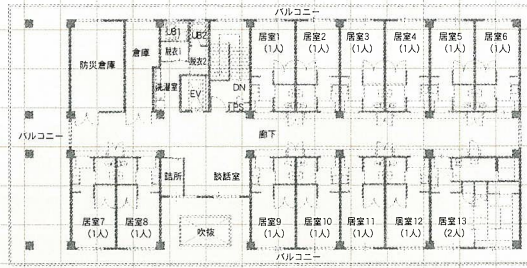 バルコニー
UB1
UB2
脱衣1
脱衣2
倉庫
防災倉庫
洗濯室
EV
DN
EPS
居室1
(1人)
居室2
(1人)
居室3
(1人)
居室4
(1人)
居室5
(1人)
居室6
(1人)
バルコニー
廊下
詰所
談話室
吹抜
居室7
(1人)
居室8
(1人)
居室9
(1人)
居室10
(1人)
居室11
(1人)
居室12
(1人)
居室13
(2人)
バルコニー